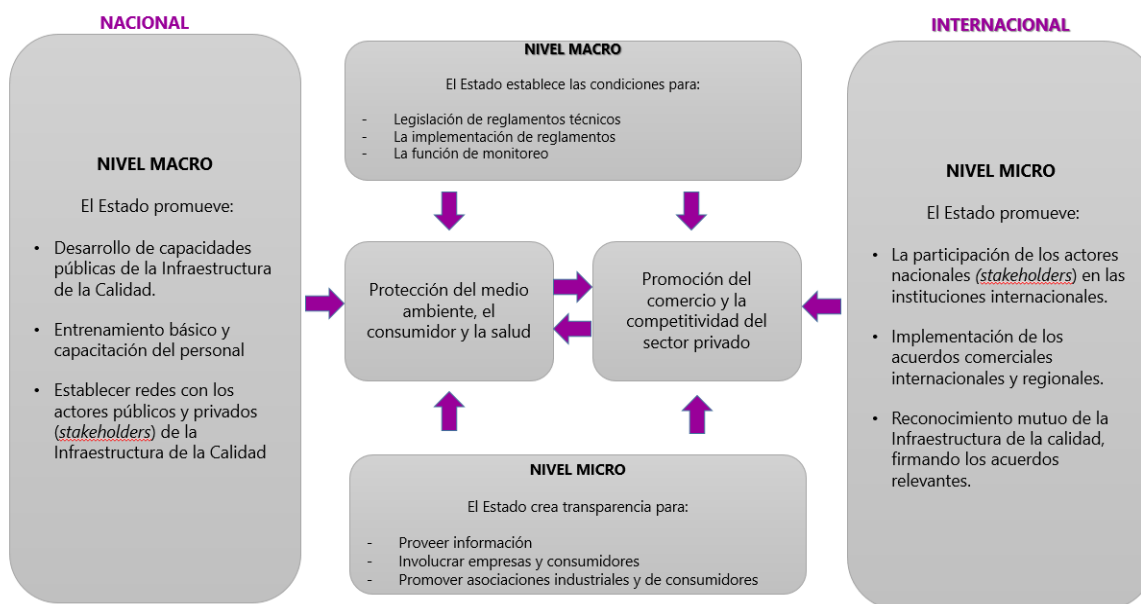 NACIONAL
NIVEL MACRO
El Estado promueve:
• Desarrollo de capacidades
públicas de la Infraestructura
de la Calidad.
• Entrenamiento básico y
capacitación del personal
• Establecer redes con los
actores públicos y privados
(stakeholders) de la
Infraestructura de la Calidad
NIVEL MACRO
El Estado establece las condiciones para:
- Legislación de reglamentos técnicos
- La implementación de reglamentos
- La función de monitoreo
Protección del medio
ambiente, el
consumidor y la salud
Promoción del
comercio y la
competitividad del
sector privado
NIVEL MICRO
El Estado crea transparencia para:
- Proveer información
- Involucrar empresas y consumidores
- Promover asociaciones industriales y de consumidores
INTERNACIONAL
NIVEL MICRO
El Estado promueve:
• La participación de los actores
nacionales (stakeholders) en las
instituciones internacionales.
• Implementación de los
acuerdos comerciales
internacionales y regionales.
• Reconocimiento mutuo de la
Infraestructura de la calidad,
firmando los acuerdos
relevantes.